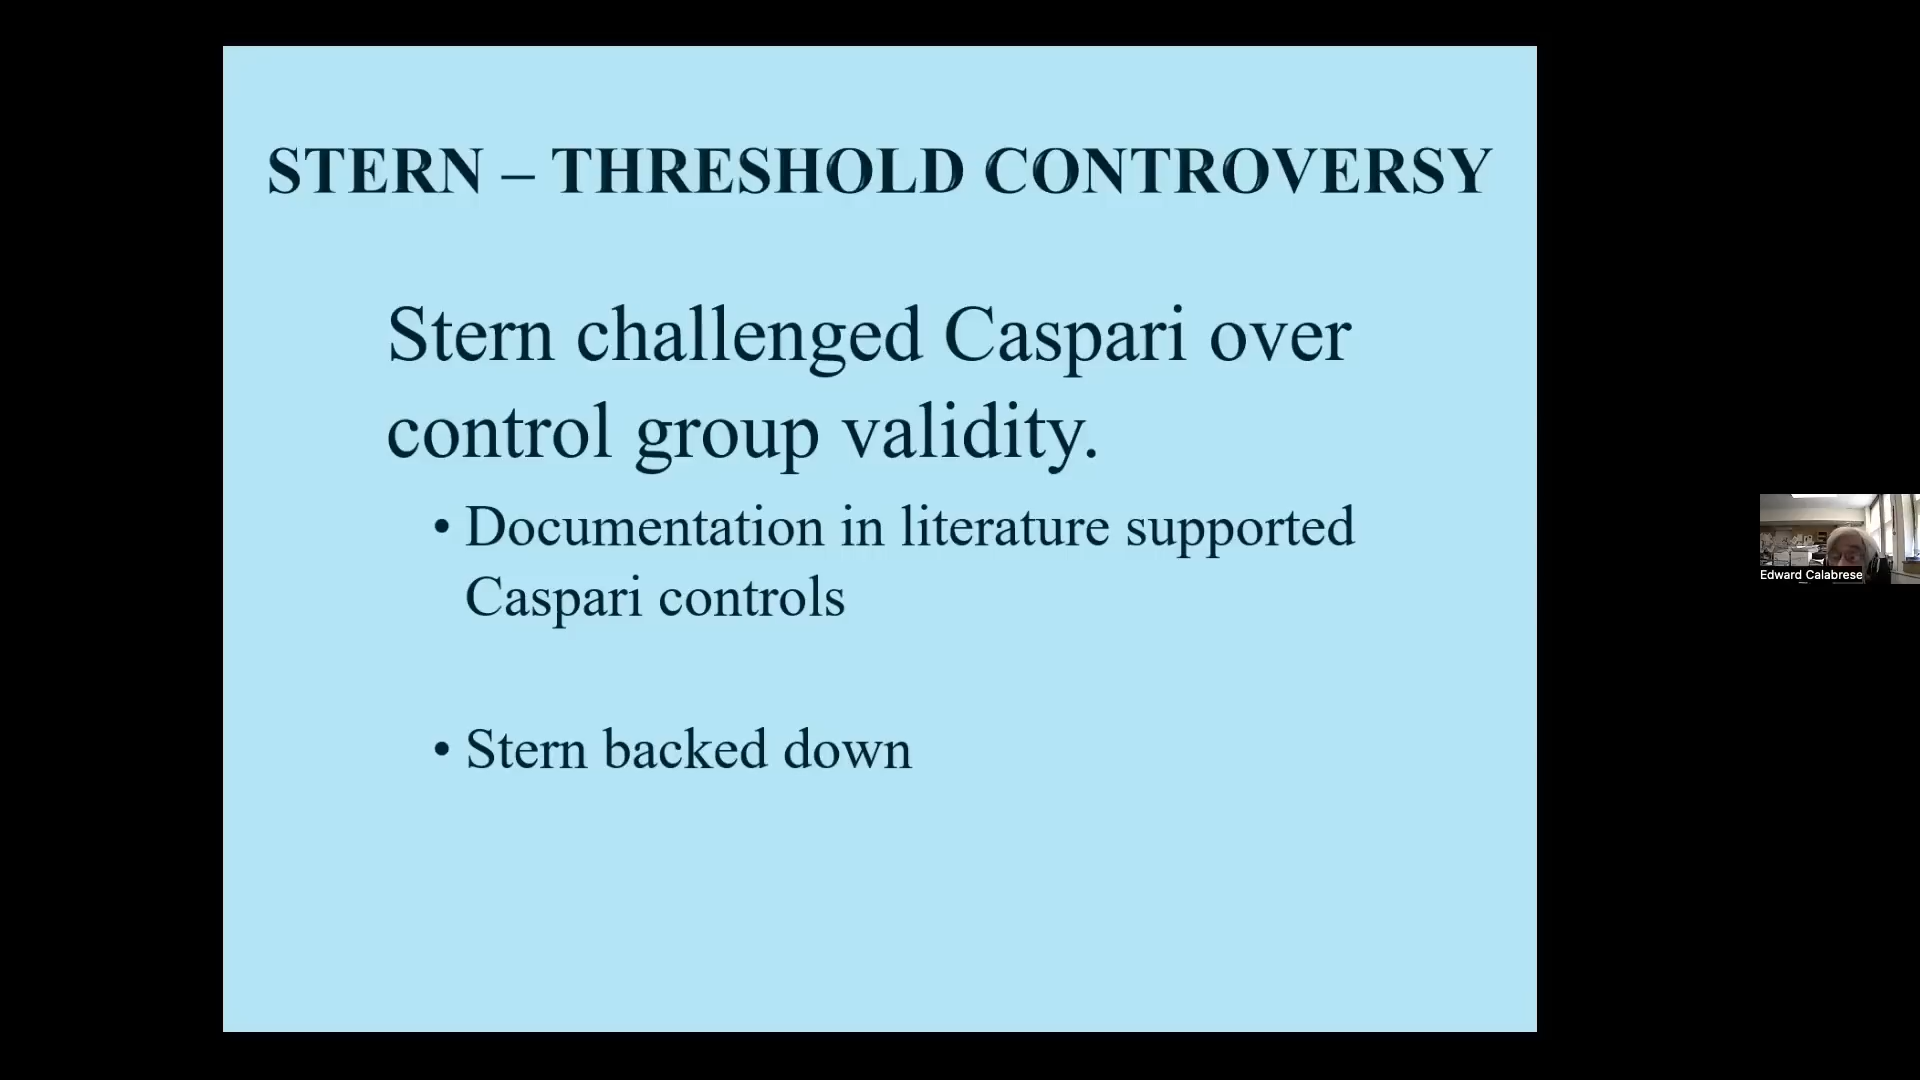 STERN – THRESHOLD CONTROVERSY
Stern challenged Caspari over
control group validity.
• Documentation in literature supported
Caspari controls
• Stern backed down
Edward Calabrese